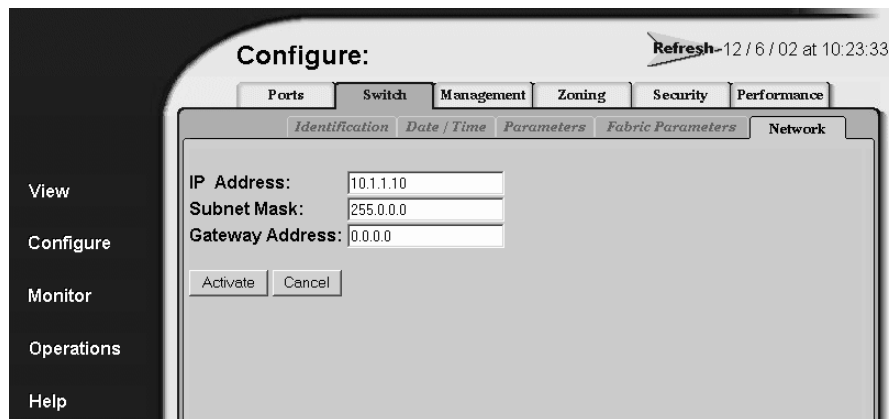 Configure:
Refresh-12 / 6 / 02 at 10:23:33
Ports Switch Management Zoning Security Performance
Identification Date / Time Parameters Fabric Parameters Network
View
Configure
Monitor
Operations
Help
IP Address: 10.1.1.10
Subnet Mask: 255.0.0.0
Gateway Address: 0.0.0.0
Activate Cancel